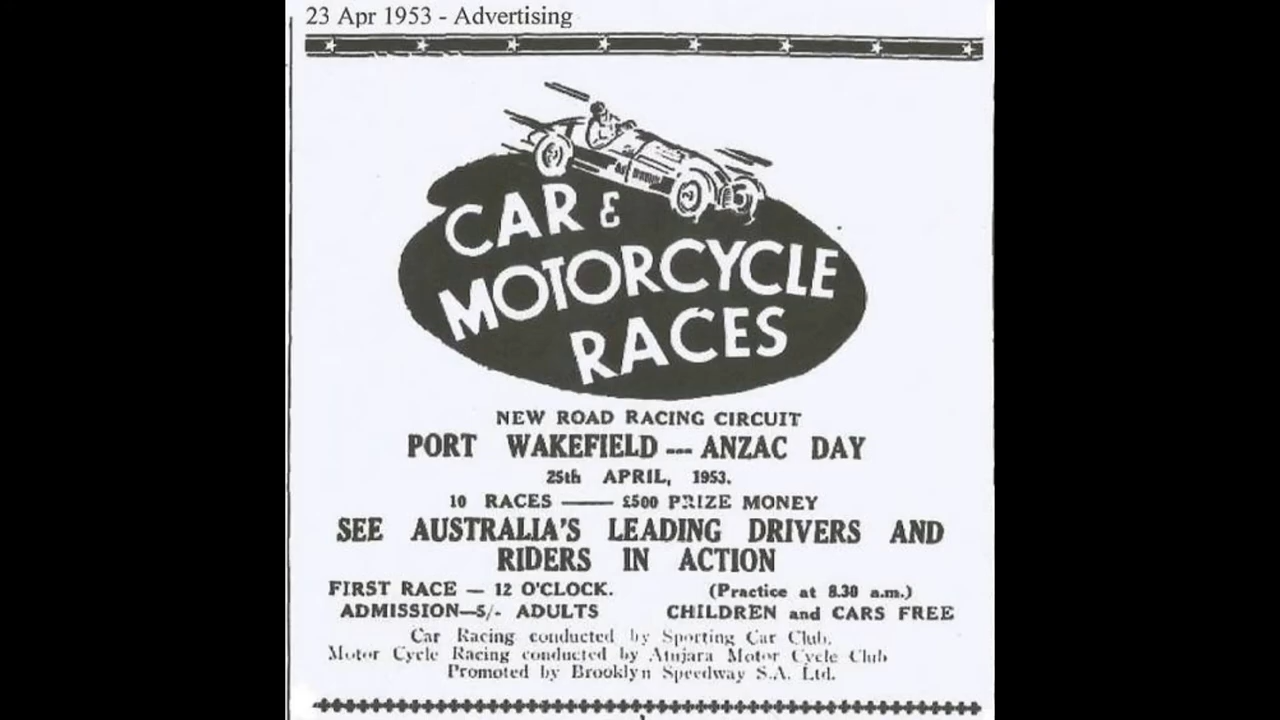 23 Apr 1953 - Advertising
CAR &
MOTORCYCLE
RACES
NEW ROAD RACING CIRCUIT
PORT WAKEFIELD --- ANZAC DAY
25th APRIL, 1953.
10 RACES —— £500 PRIZE MONEY
SEE AUSTRALIA'S LEADING DRIVERS AND
RIDERS IN ACTION
FIRST RACE — 12 O'CLOCK. (Practice at 8.30 a.m.)
ADMISSION—5/- ADULTS CHILDREN and CARS FREE
Car Racing conducted by Sporting Car Club.
Motor Cycle Racing conducted by Atujara Motor Cycle Club
Promoted by Brooklyn Speedway S.A. Ltd.